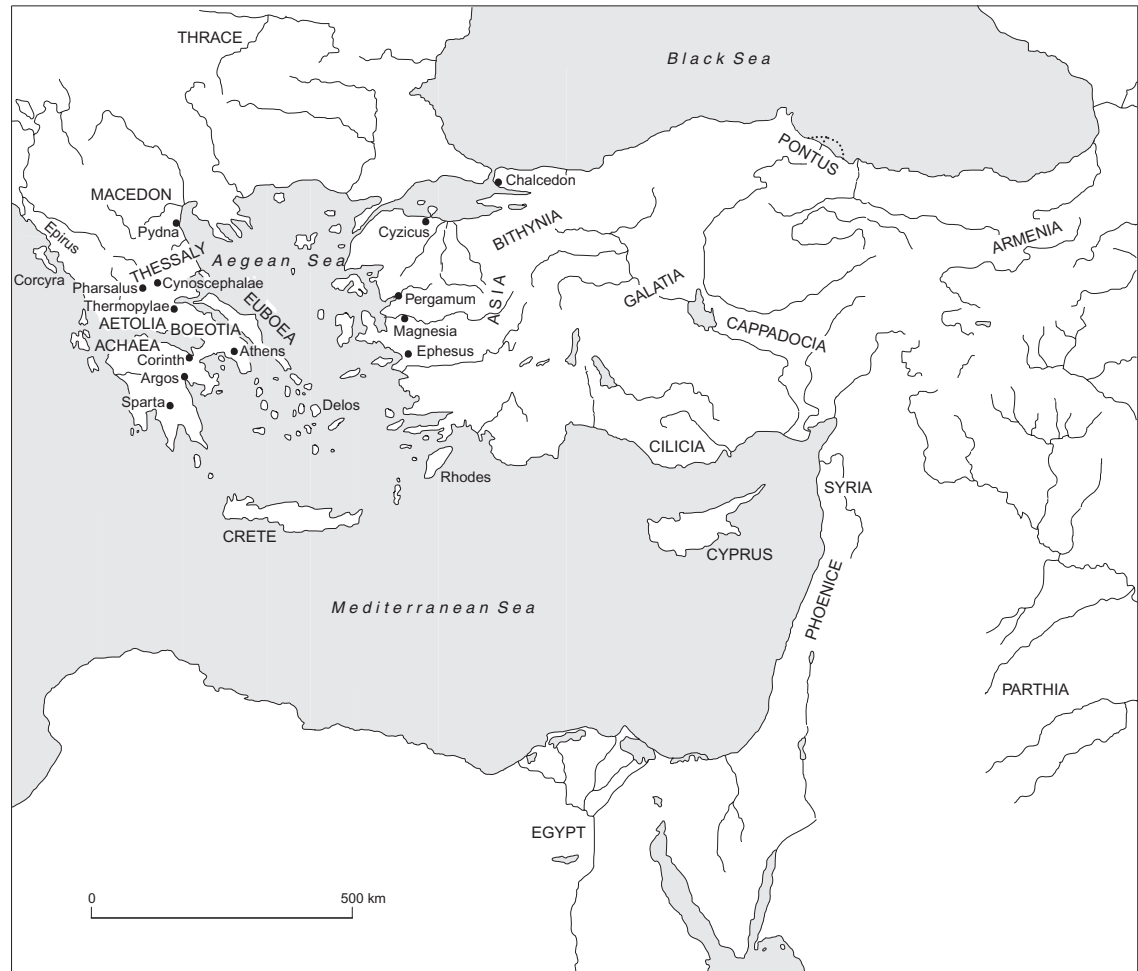 THRACE
Black Sea
PONTUS
Chalcedon
MACEDON
Cyzicus
BITHYNIA
ARMENIA
Epirus
Pydna
THESSALY
Aegean Sea
Corcyra
Pharsalus
Cynoscephalae
GALATIA
ASIA
Pergamum
Thermopylae
EUBOEA
AETOLIA
BOEOTIA
Magnesia
CAPPADOCIA
ACHAEA
Athens
Ephesus
Corinth
Argos
Sparta
Delos
CILICIA
Rhodes
SYRIA
CRETE
CYPRUS
Mediterranean Sea
PHOENICE
PARTHIA
EGYPT
0
500 km